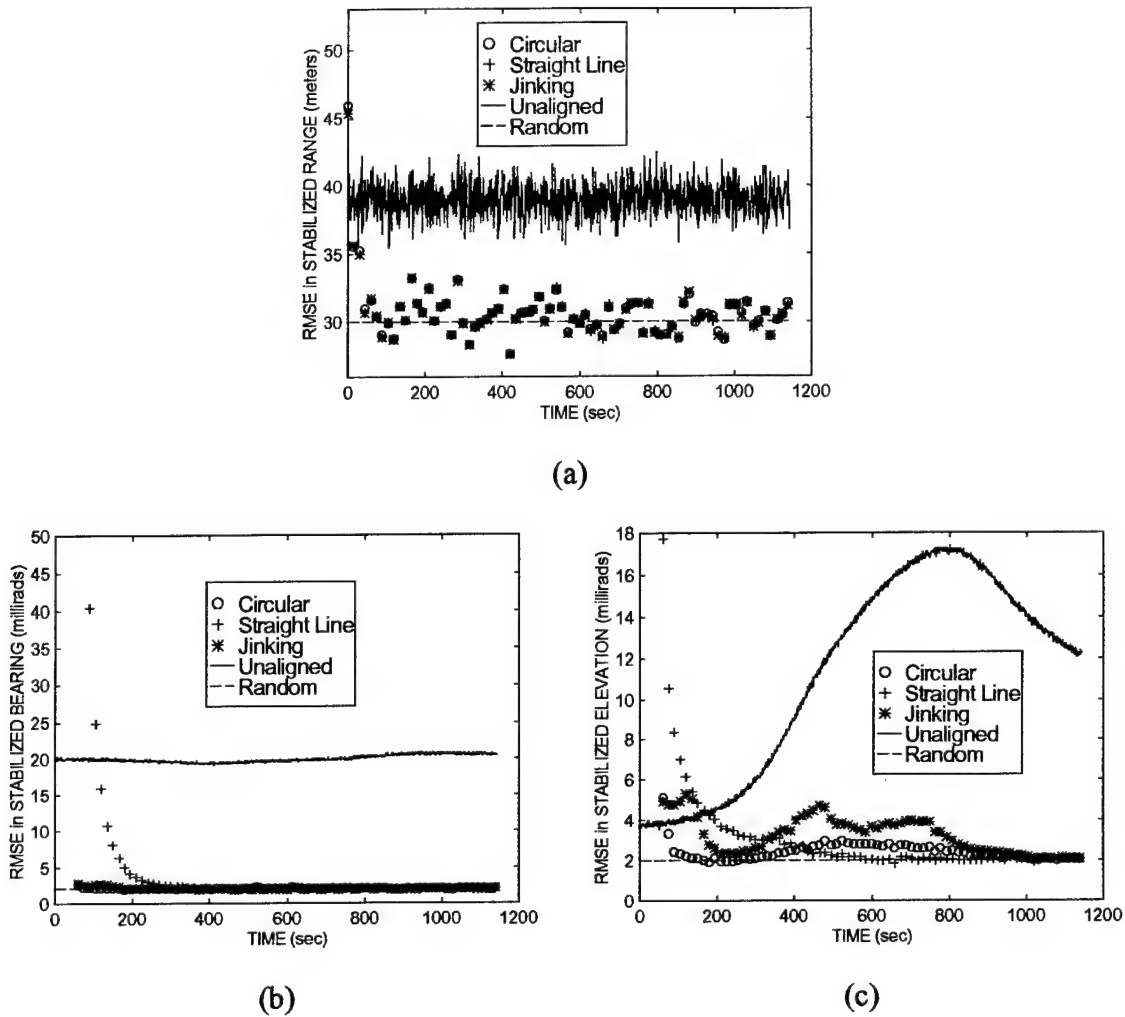 RMSE in STABILIZED RANGE (meters)
50
45
40
35
30
Circular
Straight Line
Jinking
Unaligned
Random
0 200 400 600 800 1000 1200
TIME (sec)
(a)
RMSE in STABILIZED BEARING (millirads)
50
45
40
35
30
25
20
15
10
5
0
Circular
Straight Line
Jinking
Unaligned
Random
0 200 400 600 800 1000 1200
TIME (sec)
(b)
RMSE in STABILIZED ELEVATION (millirads)
18
16
14
12
10
8
6
4
2
0
Circular
Straight Line
Jinking
Unaligned
Random
0 200 400 600 800 1000 1200
TIME (sec)
(c)